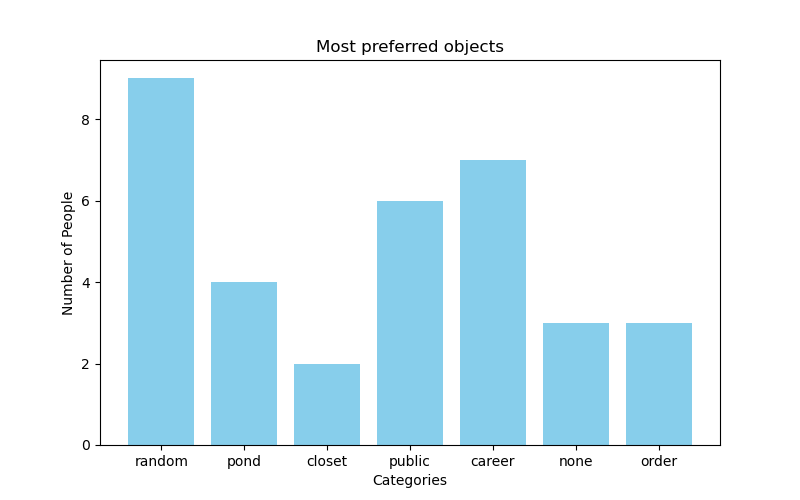 Most preferred objects
Number of People
8
6
4
2
0
random pond closet public career none order
Categories